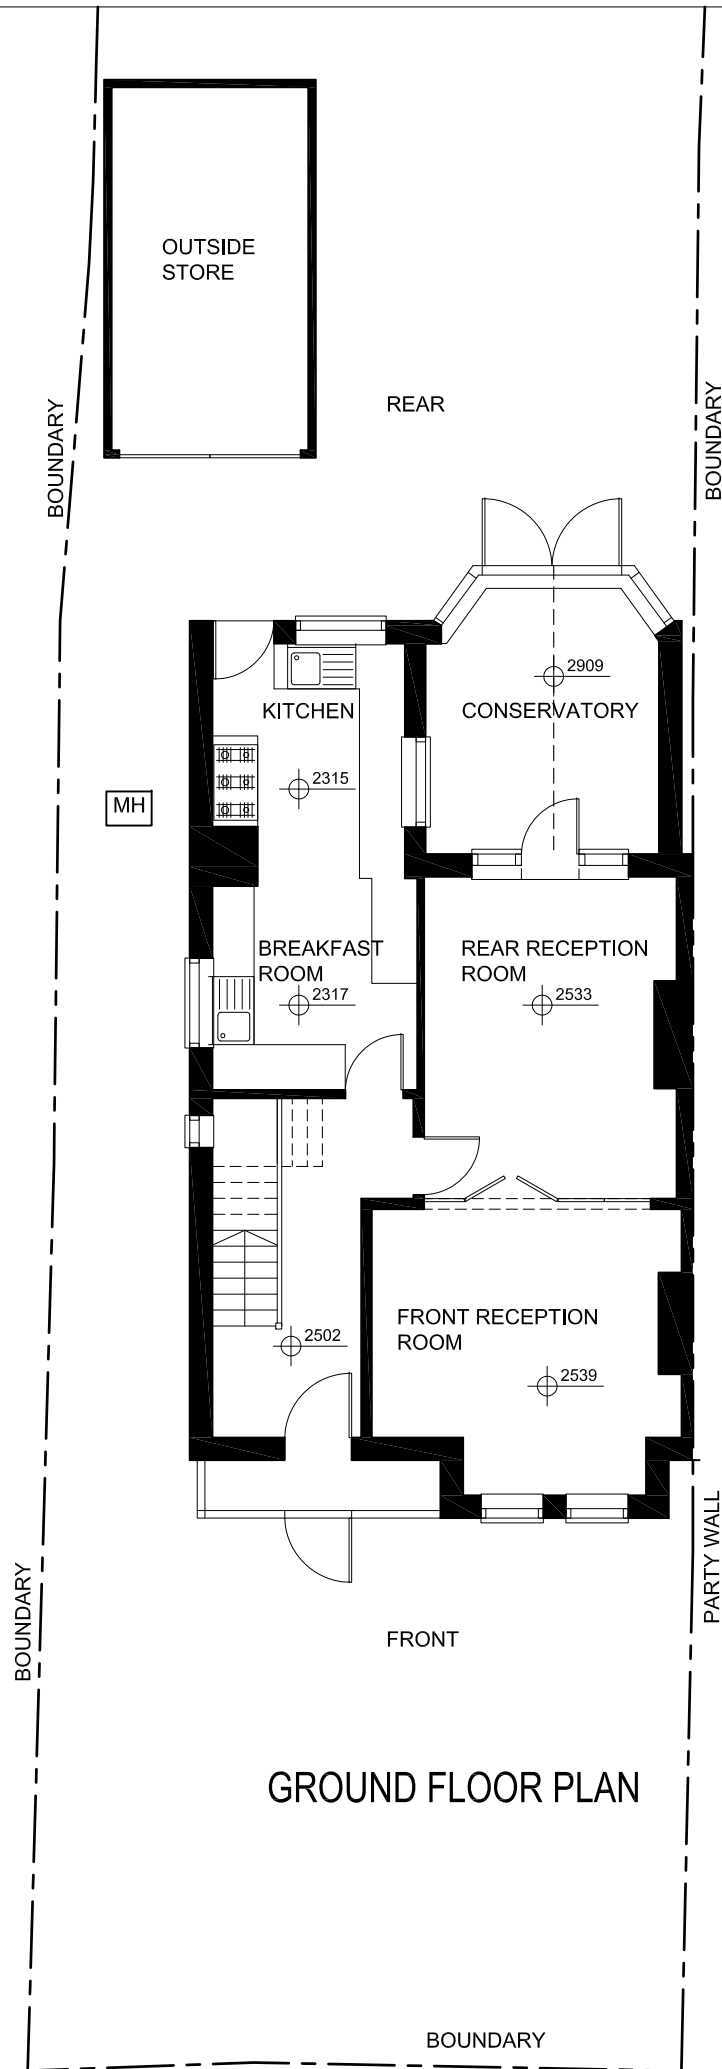 OUTSIDE
STORE
REAR
BOUNDARY
BOUNDARY
2909
KITCHEN
CONSERVATORY
2315
MH
BREAKFAST
ROOM
REAR RECEPTION
ROOM
2317
2533
FRONT RECEPTION
ROOM
2502
2539
PARTY WALL
BOUNDARY
FRONT
GROUND FLOOR PLAN
BOUNDARY